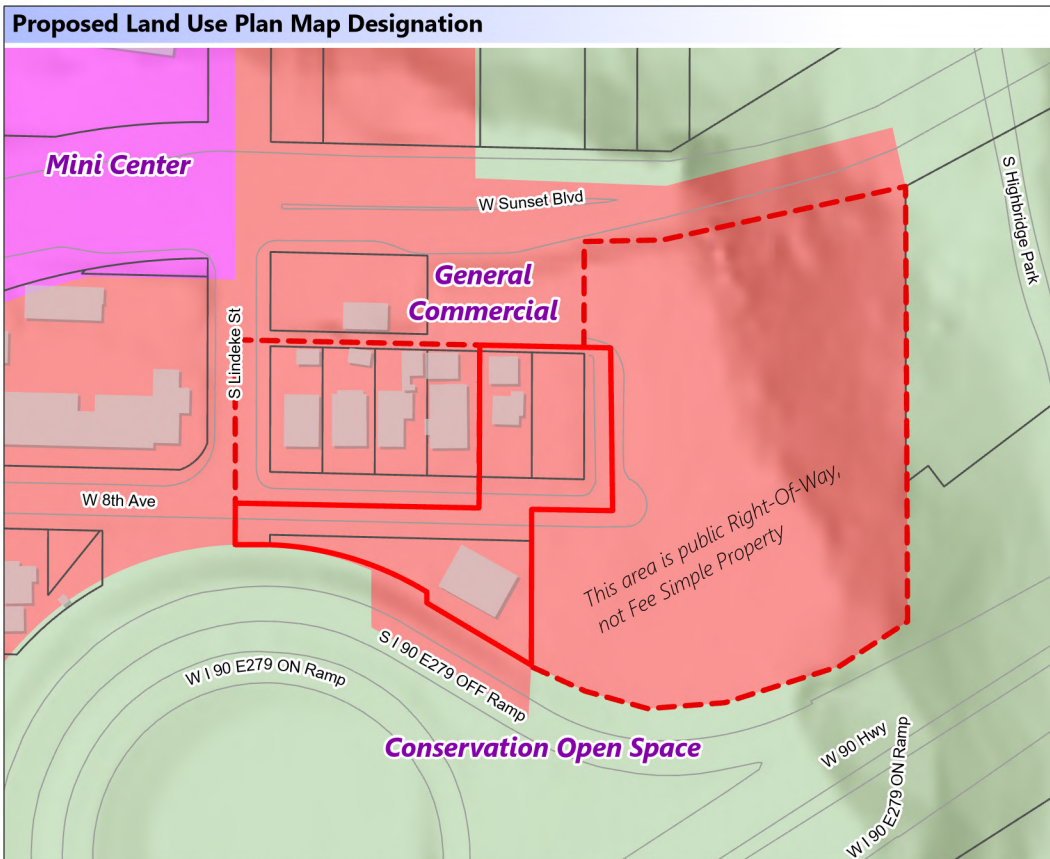 Proposed Land Use Plan Map Designation
Mini Center
W Sunset Blvd
S Highbridge Park
General
Commercial
S Lindeke St
W 8th Ave
This area is public Right-Of-Way,
not Fee Simple Property
S I 90 E279 OFF Ramp
W I 90 E279 ON Ramp
Conservation Open Space
W 90 Hwy
W I 90 E279 ON Ramp